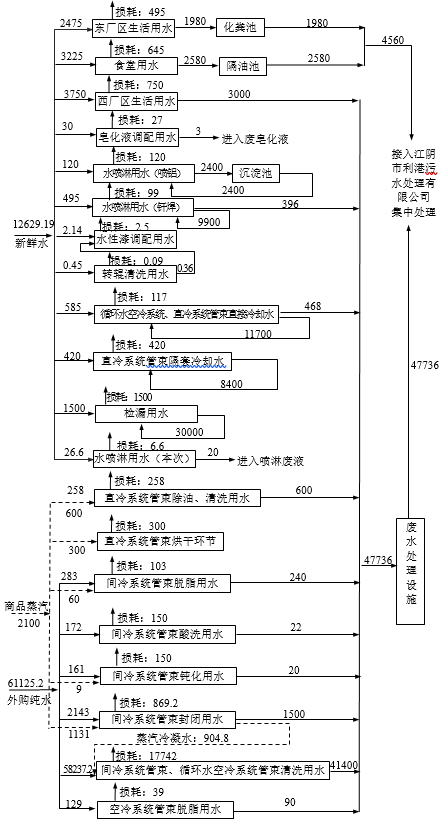 损耗：495
2475
东厂区生活用水
1980
化粪池
1980
损耗：645
3225
食堂用水
2580
隔油池
2580
4560
损耗：750
3750
西厂区生活用水
3000
损耗：27
30
皂化液调配用水
3
进入废皂化液
损耗：120
120
水喷淋用水（喷铝）
2400
沉淀池
2400
接入江阴
市利港污
水处理有
限公司
集中处理
损耗：99
495
水喷淋用水（钎焊）
396
9900
12629.19
新鲜水
损耗：2.5
2.14
水性漆调配用水
损耗：0.09
0.45
转辊清洗用水
0.36
损耗：117
585
循环水空冷系统、直冷系统管束直接冷却水
468
11700
损耗：420
420
直冷系统管束隔套冷却水
8400
47736
损耗：1500
1500
检漏用水
30000
损耗：6.6
26.6
水喷淋用水（本次）
20
进入喷淋废液
损耗：258
258
直冷系统管束除油、清洗用水
600
600
损耗：300
300
直冷系统管束烘干环节
废水处理设施
47736
损耗：103
283
间冷系统管束脱脂用水
240
60
商品蒸汽
2100
损耗：150
172
间冷系统管束酸洗用水
22
损耗：150
161
间冷系统管束钝化用水
20
9
61125.2
外购纯水
损耗：869.2
2143
间冷系统管束封闭用水
1500
1131
蒸汽冷凝水：904.8
损耗：17742
58237.2
间冷系统管束、循环水空冷系统管束清洗用水
41400
损耗：39
129
空冷系统管束脱脂用水
90